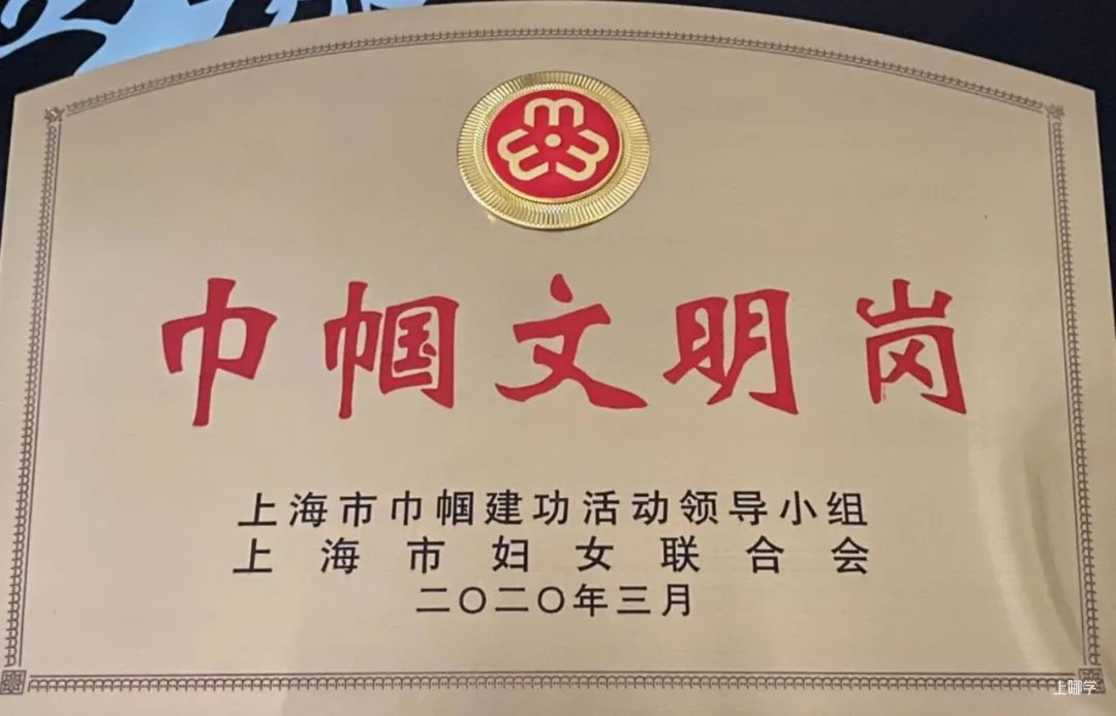 巾帼文明岗
上海市巾帼建功活动领导小组
上海市妇女联合会
二〇二〇年三月
上娜学